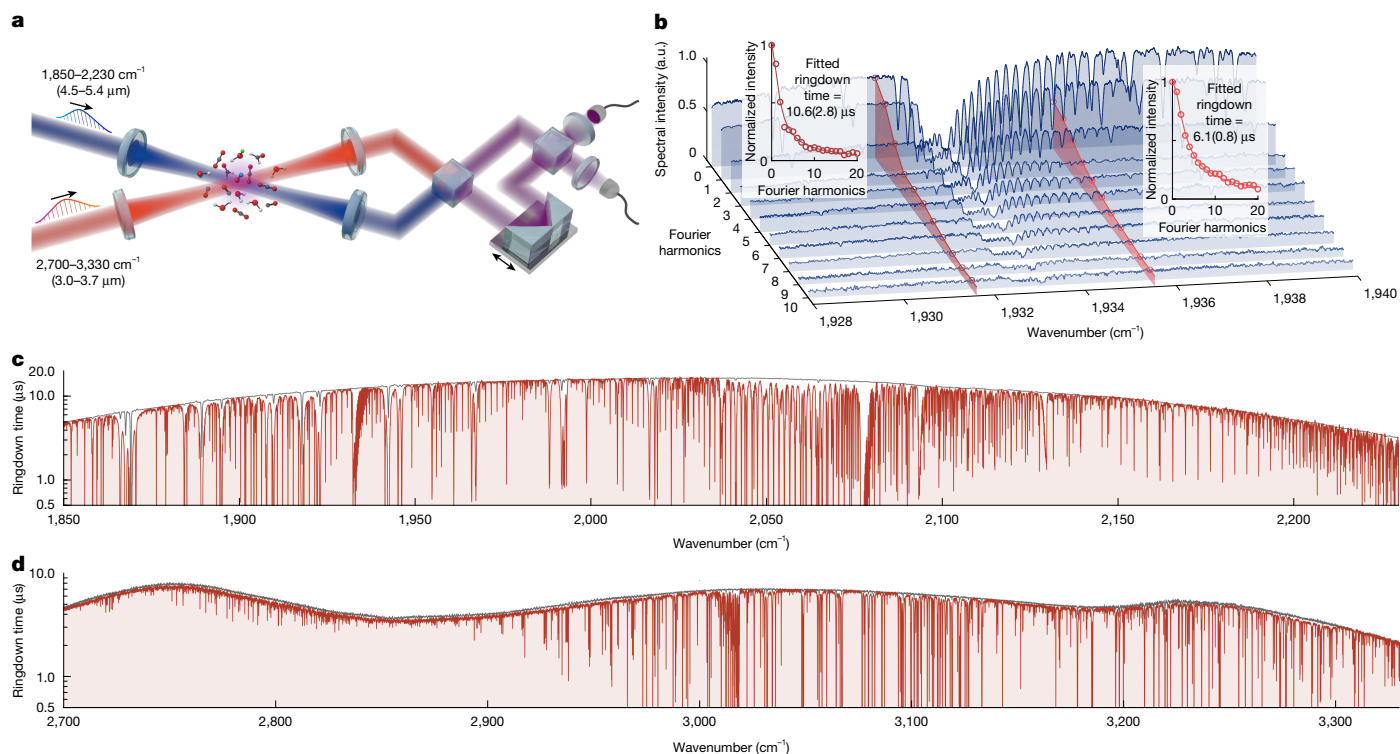 a
1,850–2,230 cm⁻¹
(4.5–5.4 μm)
2,700–3,330 cm⁻¹
(3.0–3.7 μm)
b
Spectral intensity (a.u.)
1.0
0.5
0
0
1
2
3
4
5
6
7
8
9
10
Fourier
harmonics
1,928
1,930
1,932
1,934
1,936
1,938
1,940
Wavenumber (cm⁻¹)
Normalized intensity
1
0
0 10 20
Fourier harmonics
Fitted
ringdown
time =
10.6(2.8) μs
Normalized intensity
1
0
0 10 20
Fourier harmonics
Fitted
ringdown
time =
6.1(0.8) μs
c
Ringdown time (μs)
20.0
10.0
1.0
0.5
1,850 1,900 1,950 2,000 2,050 2,100 2,150 2,200
Wavenumber (cm⁻¹)
d
Ringdown time (μs)
10.0
1.0
0.5
2,700 2,800 2,900 3,000 3,100 3,200 3,300
Wavenumber (cm⁻¹)